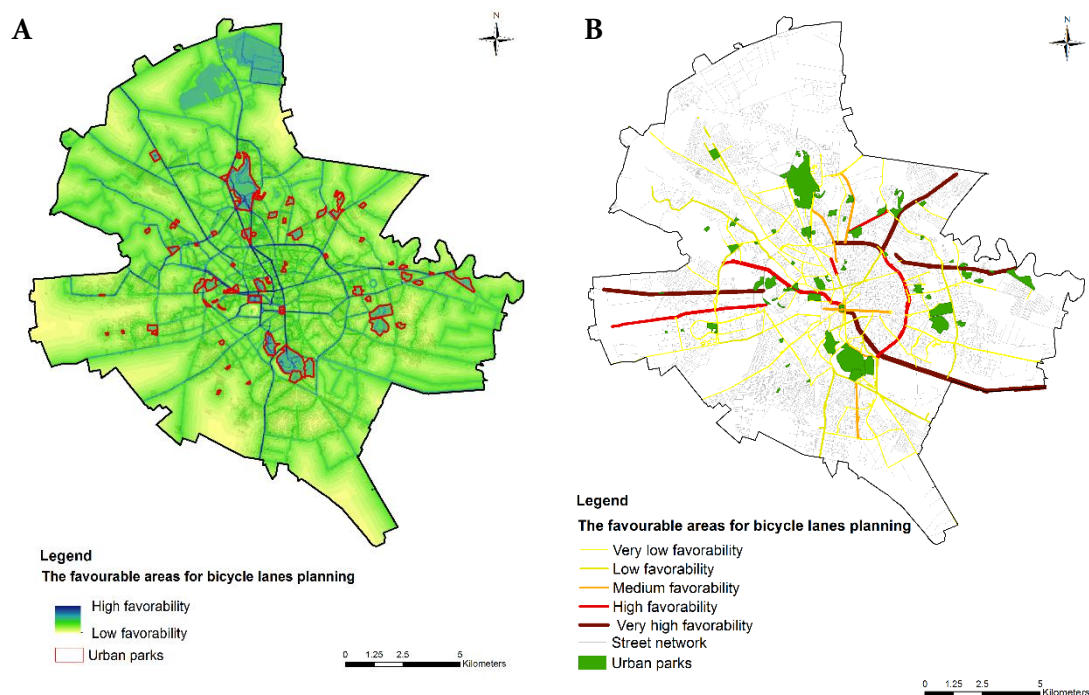 A
N
Legend
The favourable areas for bicycle lanes planning
High favorability
Low favorability
Urban parks
0 1.25 2.5 5
Kilometers
B
N
Legend
The favourable areas for bicycle lanes planning
Very low favorability
Low favorability
Medium favorability
High favorability
Very high favorability
Street network
Urban parks
0 1.25 2.5 5
Kilometers